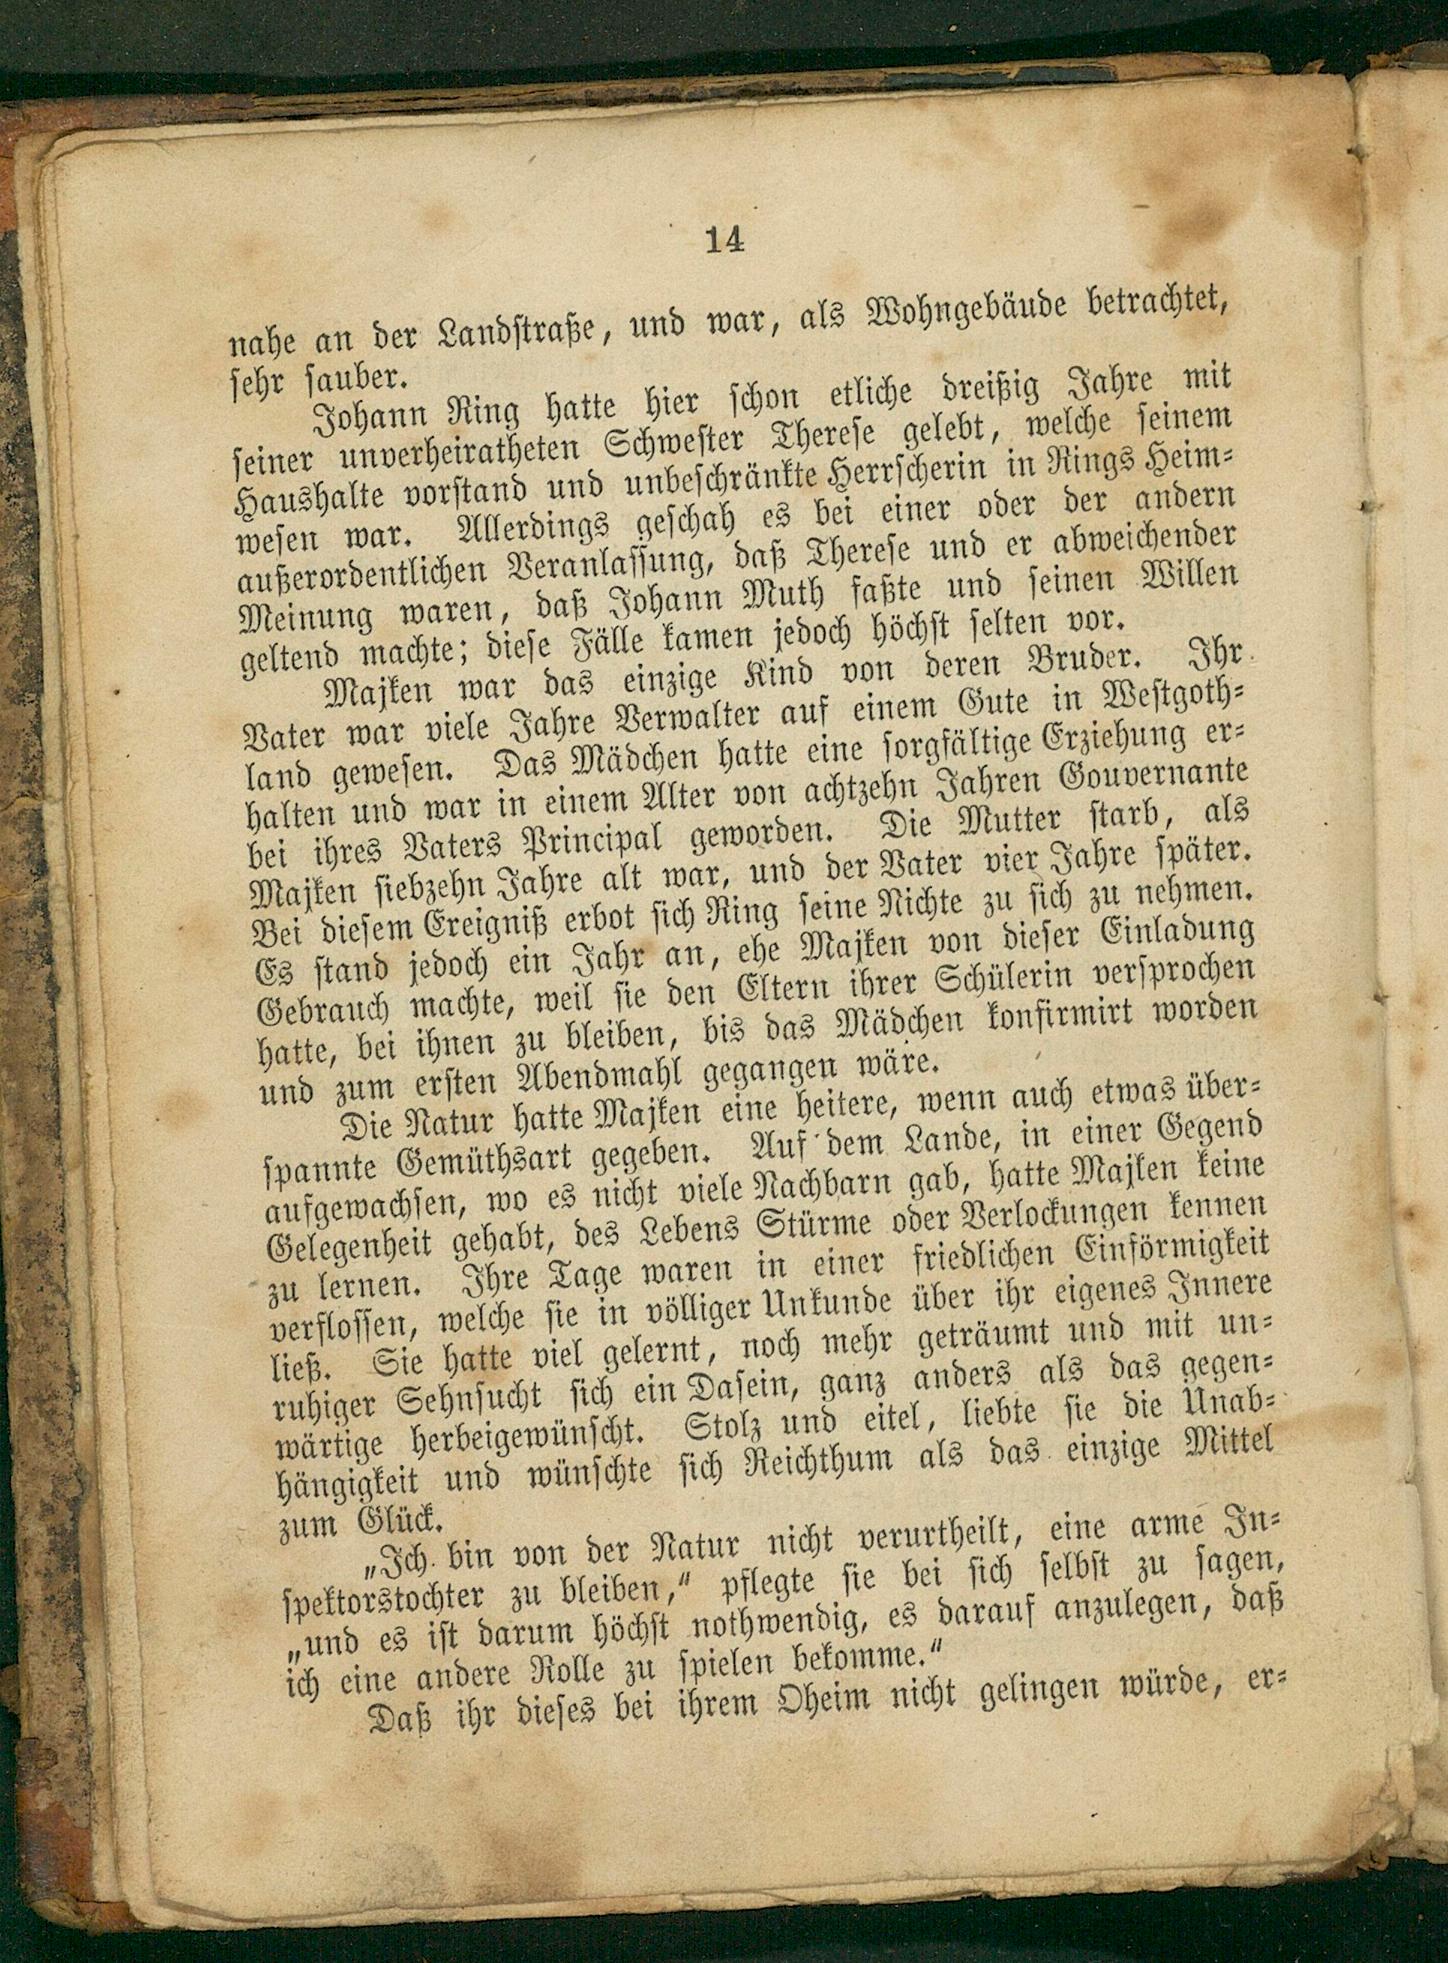 14
nahe an der Landstraße, und war, als Wohngebäude betrachtet,
sehr sauber.
Johann Ring hatte hier schon etliche dreißig Jahre mit
seiner unverheiratheten Schwester Therese gelebt, welche seinem
Haushalte vorstand und unbeschränkte Herrscherin in Rings Heim-
wesen war. Allerdings geschah es bei einer oder der andern
außerordentlichen Veranlassung, daß Therese und er abweichender
Meinung waren, daß Johann Muth faßte und seinen Willen
geltend machte; diese Fälle kamen jedoch höchst selten vor.
Majken war das einzige Kind von deren Bruder. Ihr
Vater war viele Jahre Verwalter auf einem Gute in Westgoth-
land gewesen. Das Mädchen hatte eine sorgfältige Erziehung er-
halten und war in einem Alter von achtzehn Jahren Gouvernante
bei ihres Vaters Principal geworden. Die Mutter starb, als
Majken siebzehn Jahre alt war, und der Vater vier Jahre später.
Bei diesem Ereigniß erbot sich Ring seine Nichte zu sich zu nehmen.
Es stand jedoch ein Jahr an, ehe Majken von dieser Einladung
Gebrauch machte, weil sie den Eltern ihrer Schülerin versprochen
hatte, bei ihnen zu bleiben, bis das Mädchen konfirmirt worden
und zum ersten Abendmahl gegangen wäre.
Die Natur hatte Majken eine heitere, wenn auch etwas über-
spannte Gemüthsart gegeben. Auf dem Lande, in einer Gegend
aufgewachsen, wo es nicht viele Nachbarn gab, hatte Majken keine
Gelegenheit gehabt, des Lebens Stürme oder Verlockungen kennen
zu lernen. Ihre Tage waren in einer friedlichen Einförmigkeit
verflossen, welche sie in völliger Unkunde über ihr eigenes Innere
ließ. Sie hatte viel gelernt, noch mehr geträumt und mit un-
ruhiger Sehnsucht sich ein Dasein, ganz anders als das gegen-
wärtige herbeigewünscht. Stolz und eitel, liebte sie die Unab-
hängigkeit und wünschte sich Reichthum als das einzige Mittel
zum Glück.
„Ich bin von der Natur nicht verurtheilt, eine arme In-
spektorstochter zu bleiben,“ pflegte sie bei sich selbst zu sagen,
„und es ist darum höchst nothwendig, es darauf anzulegen, daß
ich eine andere Rolle zu spielen bekomme.“
Daß ihr dieses bei ihrem Oheim nicht gelingen würde, er-